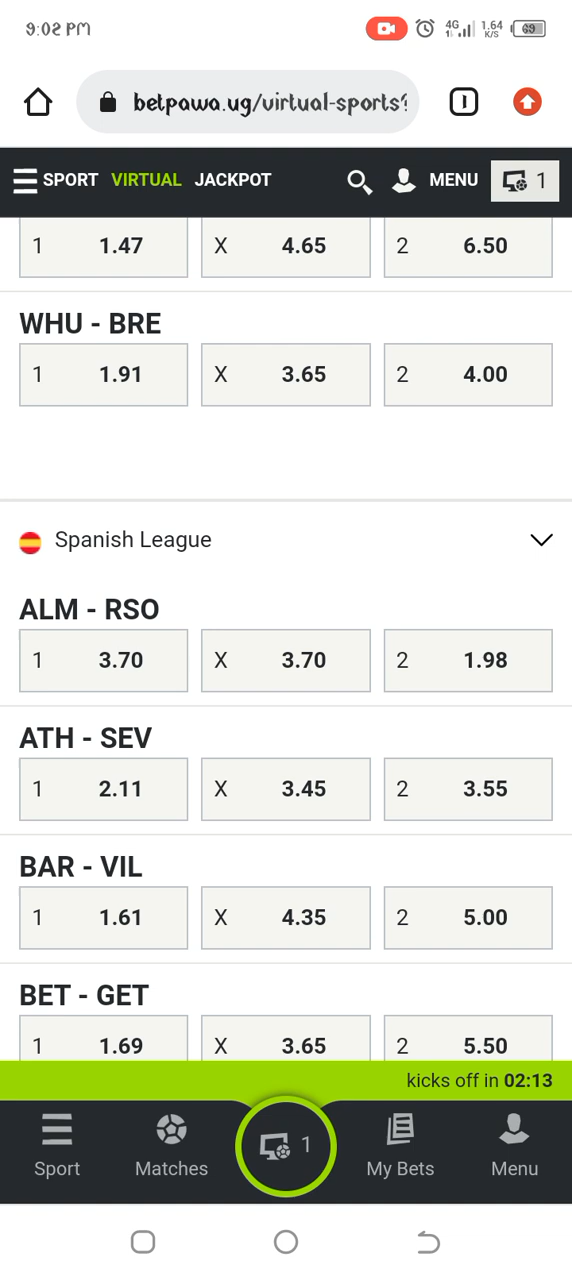 9:02 PM 4G 1.64 K/S 69
betpawa.ug/virtual-sports?
1
SPORT VIRTUAL JACKPOT MENU 1
1 1.47 X 4.65 2 6.50
WHU - BRE
1 1.91 X 3.65 2 4.00
Spanish League
ALM - RSO
1 3.70 X 3.70 2 1.98
ATH - SEV
1 2.11 X 3.45 2 3.55
BAR - VIL
1 1.61 X 4.35 2 5.00
BET - GET
1 1.69 X 3.65 2 5.50
kicks off in 02:13
1
Sport Matches My Bets Menu